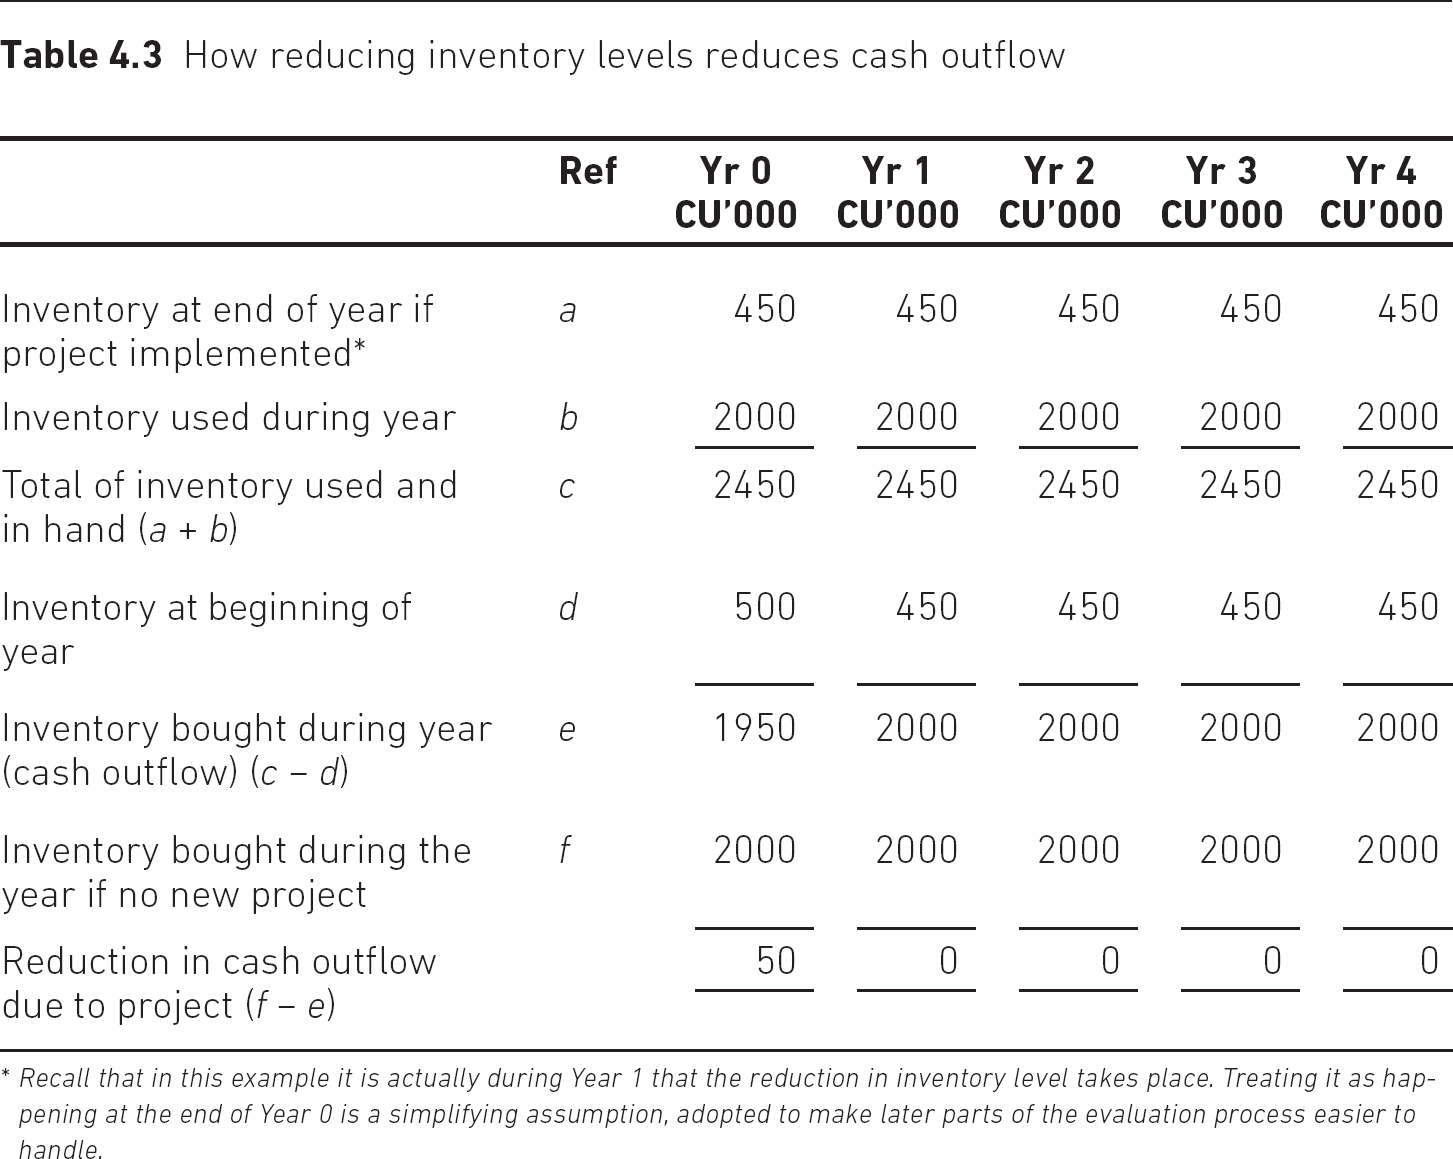 Table 4.3 How reducing inventory levels reduces cash outflow
Ref Yr 0 Yr 1 Yr 2 Yr 3 Yr 4
CU’000 CU’000 CU’000 CU’000 CU’000
Inventory at end of year if a 450 450 450 450 450
project implemented*
Inventory used during year b 2000 2000 2000 2000 2000
Total of inventory used and c 2450 2450 2450 2450 2450
in hand (a + b)
Inventory at beginning of d 500 450 450 450 450
year
Inventory bought during year e 1950 2000 2000 2000 2000
(cash outflow) (c – d)
Inventory bought during the f 2000 2000 2000 2000 2000
year if no new project
Reduction in cash outflow 50 0 0 0 0
due to project (f – e)
* Recall that in this example it is actually during Year 1 that the reduction in inventory level takes place. Treating it as hap-
pening at the end of Year 0 is a simplifying assumption, adopted to make later parts of the evaluation process easier to
handle.